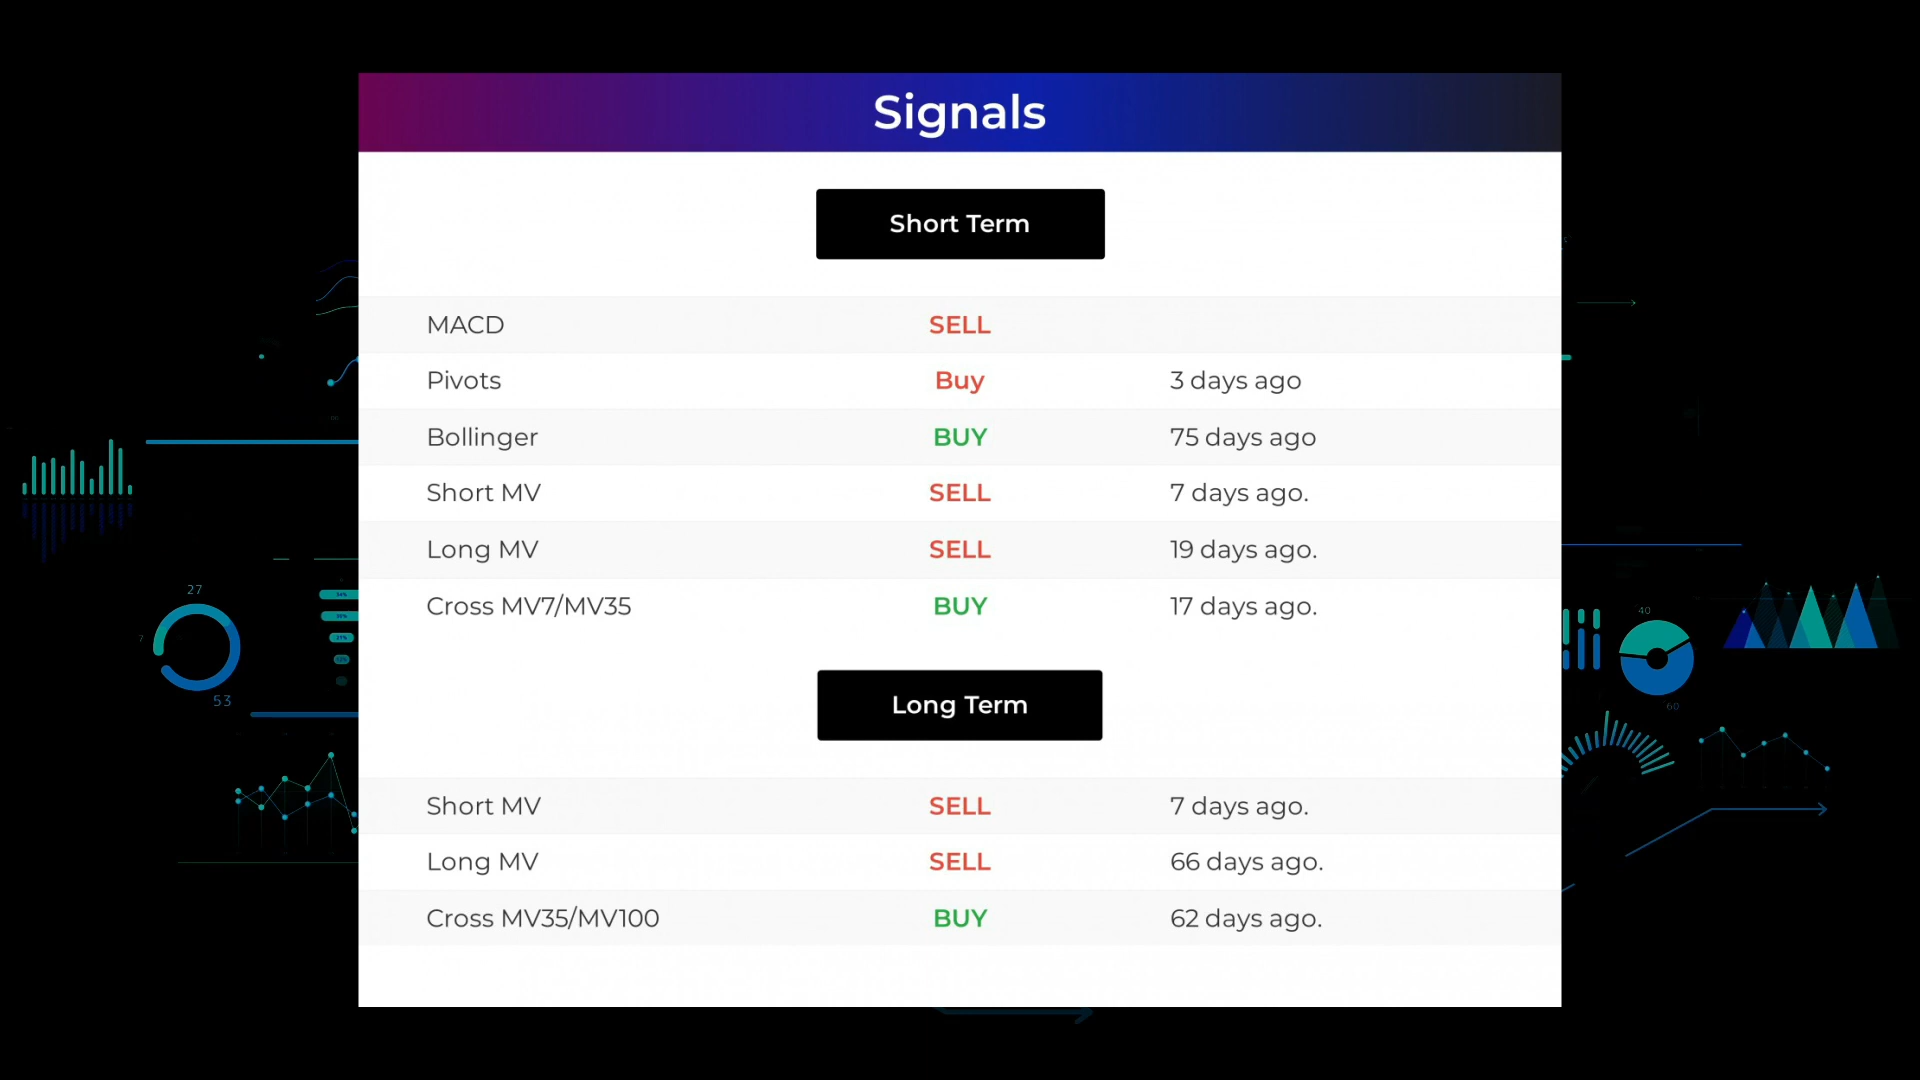 Signals
Short Term
MACD SELL
Pivots Buy 3 days ago
Bollinger BUY 75 days ago
Short MV SELL 7 days ago.
Long MV SELL 19 days ago.
Cross MV7/MV35 BUY 17 days ago.
Long Term
Short MV SELL 7 days ago.
Long MV SELL 66 days ago.
Cross MV35/MV100 BUY 62 days ago.
27
7
53
40
60